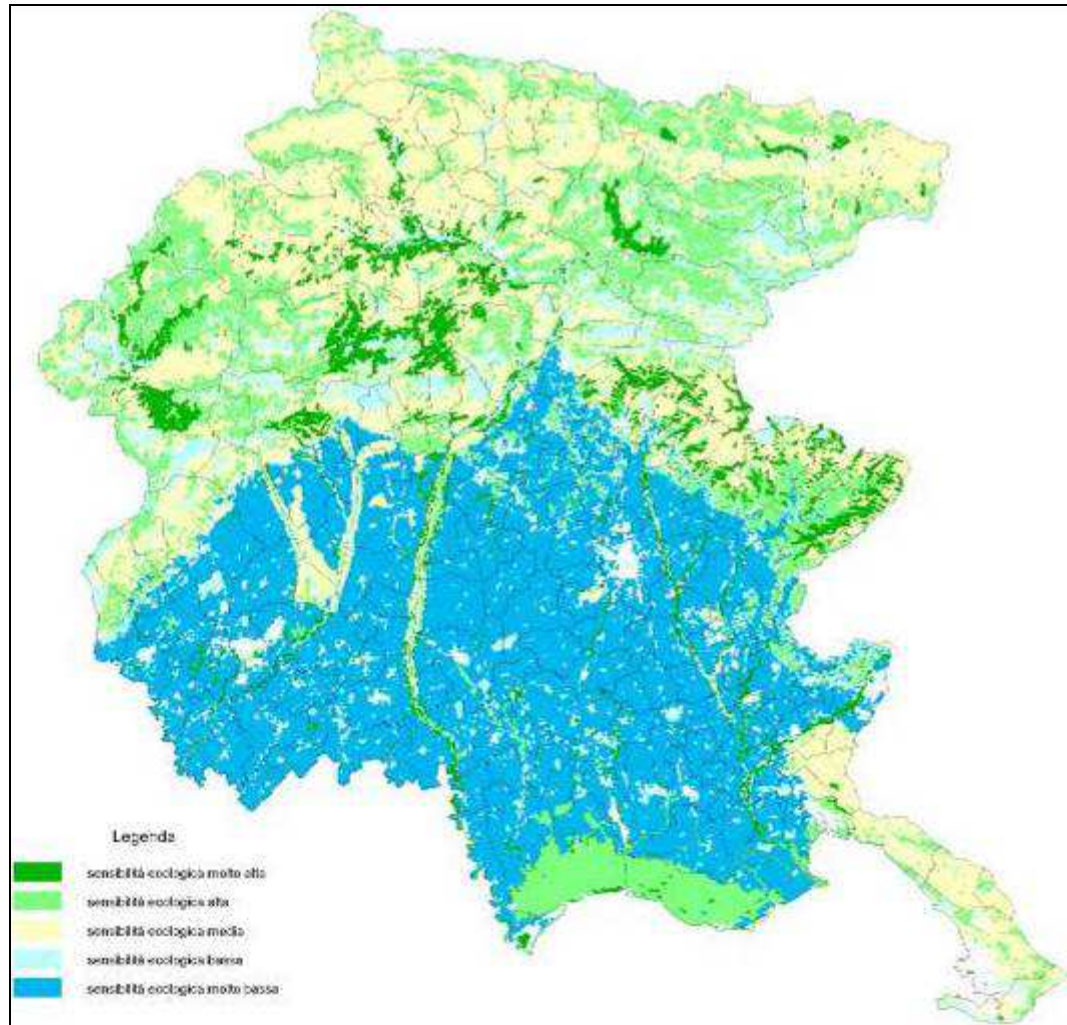 Legenda
sensibilità ecologica molto alta
sensibilità ecologica alta
sensibilità ecologica media
sensibilità ecologica bassa
sensibilità ecologica molto bassa